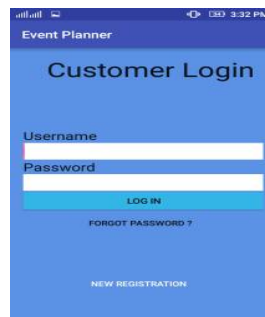 3:32 PM
Event Planner
Customer Login
Username
Password
LOG IN
FORGOT PASSWORD ?
NEW REGISTRATION